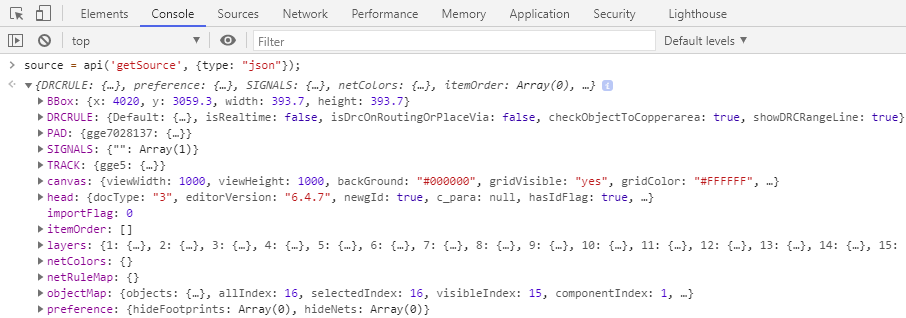 Elements Console Sources Network Performance Memory Application Security Lighthouse
top Filter Default levels
source = api('getSource', {type: "json"});
{DRCRULE: {…}, preference: {…}, SIGNALS: {…}, netColors: {…}, itemOrder: Array(0), …}
BBox: {x: 4020, y: 3059.3, width: 393.7, height: 393.7}
DRCRULE: {Default: {…}, isRealtime: false, isDrcOnRoutingOrPlaceVia: false, checkObjectToCopperarea: true, showDRCRangeLine: true}
PAD: {gge7028137: {…}}
SIGNALS: {"": Array(1)}
TRACK: {gge5: {…}}
canvas: {viewWidth: 1000, viewHeight: 1000, backGround: "#000000", gridVisible: "yes", gridColor: "#FFFFFF", …}
head: {docType: "3", editorVersion: "6.4.7", newgId: true, c_para: null, hasIdFlag: true, …}
importFlag: 0
itemOrder: []
layers: {1: {…}, 2: {…}, 3: {…}, 4: {…}, 5: {…}, 6: {…}, 7: {…}, 8: {…}, 9: {…}, 10: {…}, 11: {…}, 12: {…}, 13: {…}, 14: {…}, 15:
netColors: {}
netRuleMap: {}
objectMap: {objects: {…}, allIndex: 16, selectedIndex: 16, visibleIndex: 15, componentIndex: 1, …}
preference: {hideFootprints: Array(0), hideNets: Array(0)}